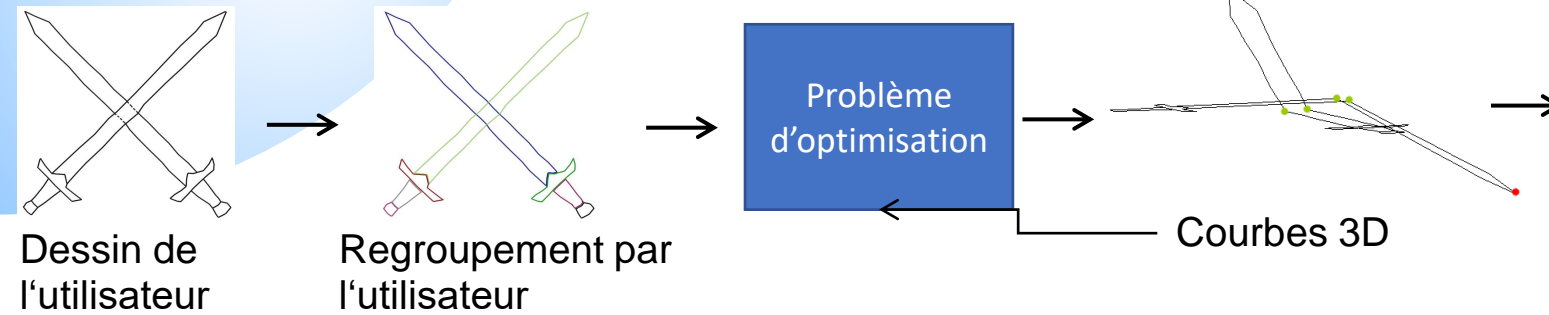 Problème
d'optimisation
Dessin de
l‘utilisateur
Regroupement par
l‘utilisateur
Courbes 3D